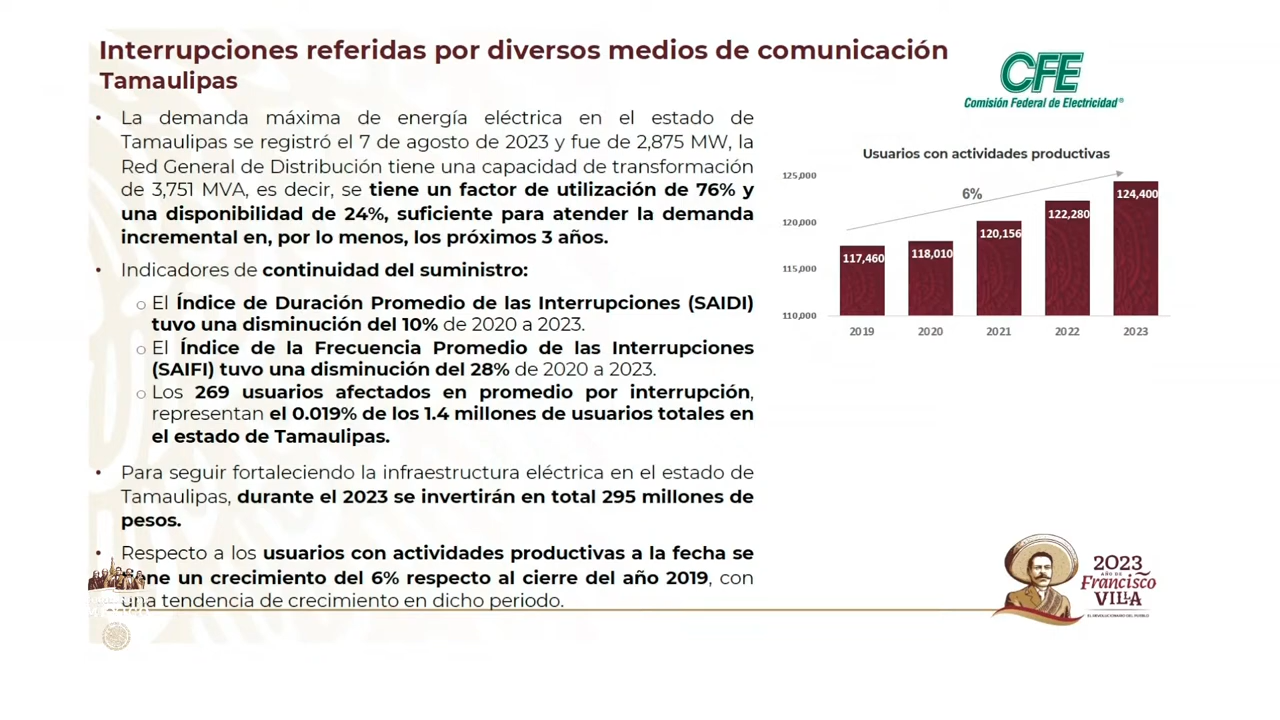 Interrupciones referidas por diversos medios de comunicación
Tamaulipas
CFE
Comisión Federal de Electricidad®
• La demanda máxima de energía eléctrica en el estado de
Tamaulipas se registró el 7 de agosto de 2023 y fue de 2,875 MW, la
Red General de Distribución tiene una capacidad de transformación
de 3,751 MVA, es decir, se tiene un factor de utilización de 76% y
una disponibilidad de 24%, suficiente para atender la demanda
incremental en, por lo menos, los próximos 3 años.
• Indicadores de continuidad del suministro:
o El Índice de Duración Promedio de las Interrupciones (SAIDI)
tuvo una disminución del 10% de 2020 a 2023.
o El Índice de la Frecuencia Promedio de las Interrupciones
(SAIFI) tuvo una disminución del 28% de 2020 a 2023.
o Los 269 usuarios afectados en promedio por interrupción,
representan el 0.019% de los 1.4 millones de usuarios totales en
el estado de Tamaulipas.
• Para seguir fortaleciendo la infraestructura eléctrica en el estado de
Tamaulipas, durante el 2023 se invertirán en total 295 millones de
pesos.
• Respecto a los usuarios con actividades productivas a la fecha se
tiene un crecimiento del 6% respecto al cierre del año 2019, con
una tendencia de crecimiento en dicho periodo.
Usuarios con actividades productivas
125,000
120,000
115,000
110,000
6%
117,460
118,010
120,156
122,280
124,400
2019 2020 2021 2022 2023
2023
AÑO DE
Francisco
VILLA
EL REVOLUCIONARIO DEL PUEBLO